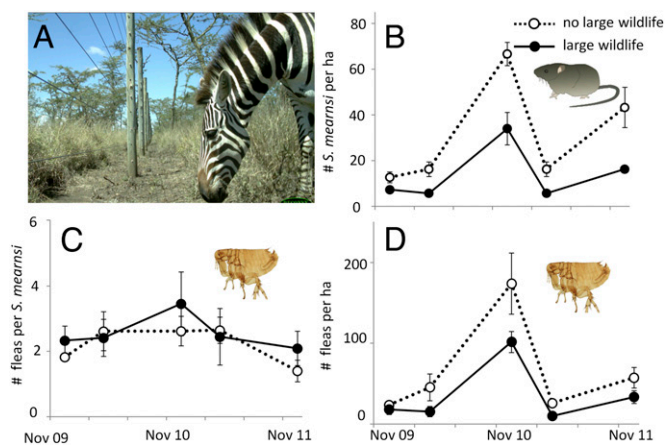 A
B
no large wildlife
large wildlife
# S. mearnsi per ha
80
60
40
20
0
C
# fleas per S. mearnsi
6
4
2
0
Nov 09 Nov 10 Nov 11
D
# fleas per ha
200
100
0
Nov 09 Nov 10 Nov 11